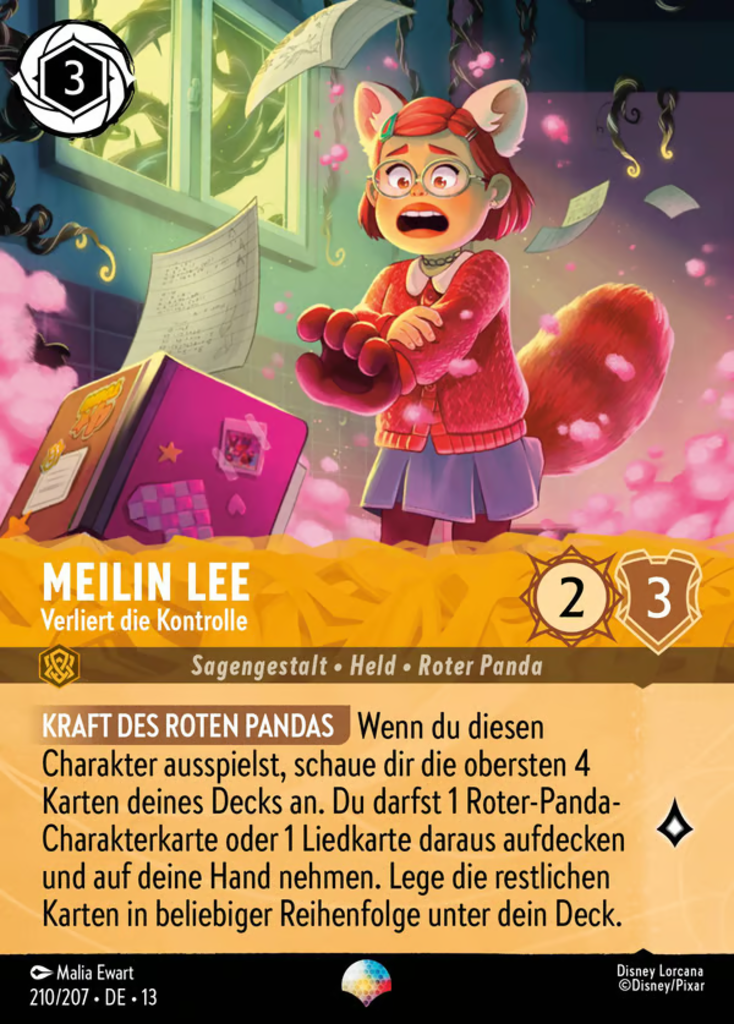 3
MEILIN LEE
Verliert die Kontrolle
2
3
Sagengestalt • Held • Roter Panda
KRAFT DES ROTEN PANDAS Wenn du diesen
Charakter ausspielst, schaue dir die obersten 4
Karten deines Decks an. Du darfst 1 Roter-Panda-
Charakterkarte oder 1 Liedkarte daraus aufdecken
und auf deine Hand nehmen. Lege die restlichen
Karten in beliebiger Reihenfolge unter dein Deck.
Malia Ewart
210/207 • DE • 13
Disney Lorcana
©Disney/Pixar